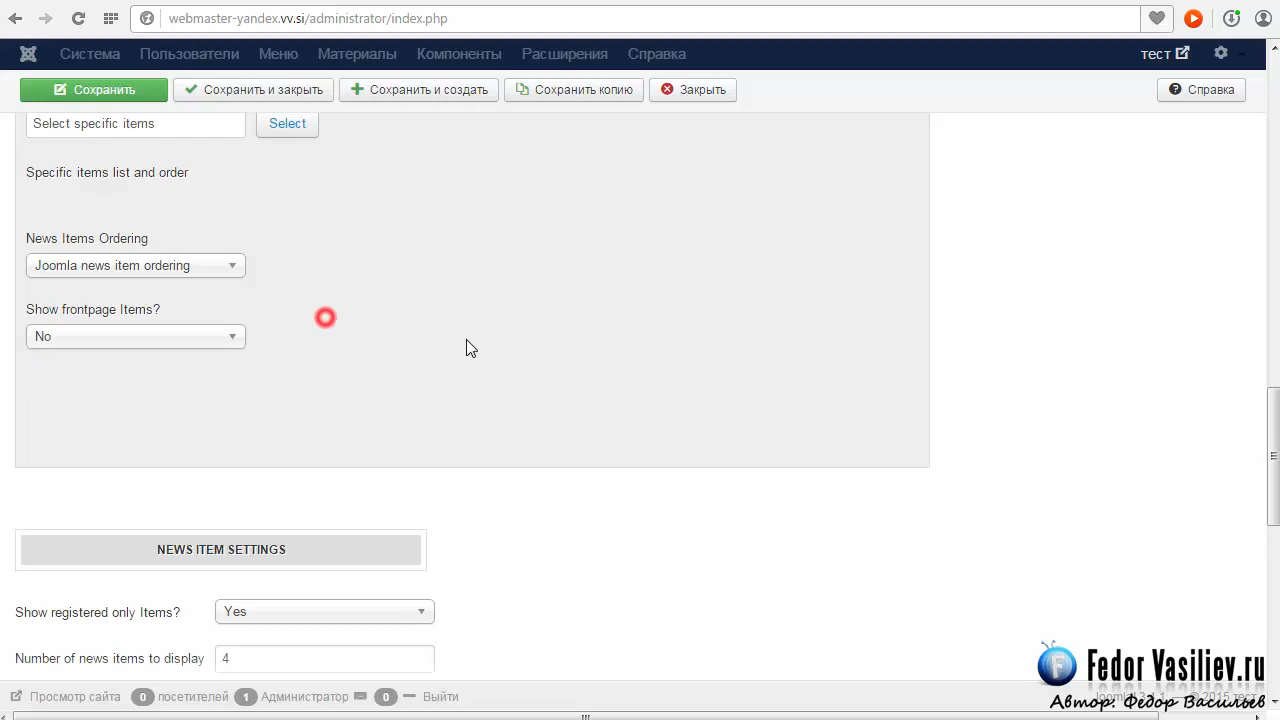 webmaster-yandex.vv.si/administrator/index.php
Система Пользователи Меню Материалы Компоненты Расширения Справка тест
Сохранить Сохранить и закрыть Сохранить и создать Сохранить копию Закрыть Справка
Select specific items Select
Specific items list and order
News Items Ordering
Joomla news item ordering
Show frontpage Items?
No
NEWS ITEM SETTINGS
Show registered only Items? Yes
Number of news items to display 4
F Fedor Vasiliev.ru
Просмотр сайта 0 посетителей 1 Администратор 0 Выйти
Автор: Федор Васильев